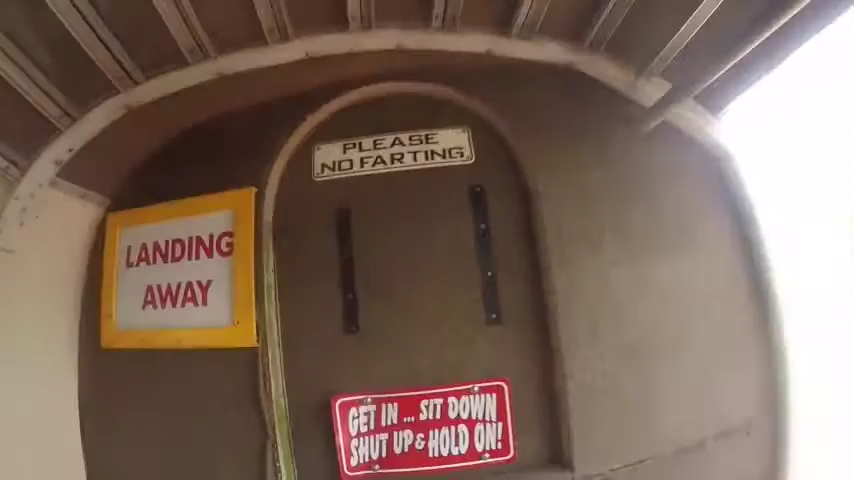 PLEASE
NO FARTING
LANDING
AWAY
GET IN ... SIT DOWN
SHUT UP & HOLD ON!